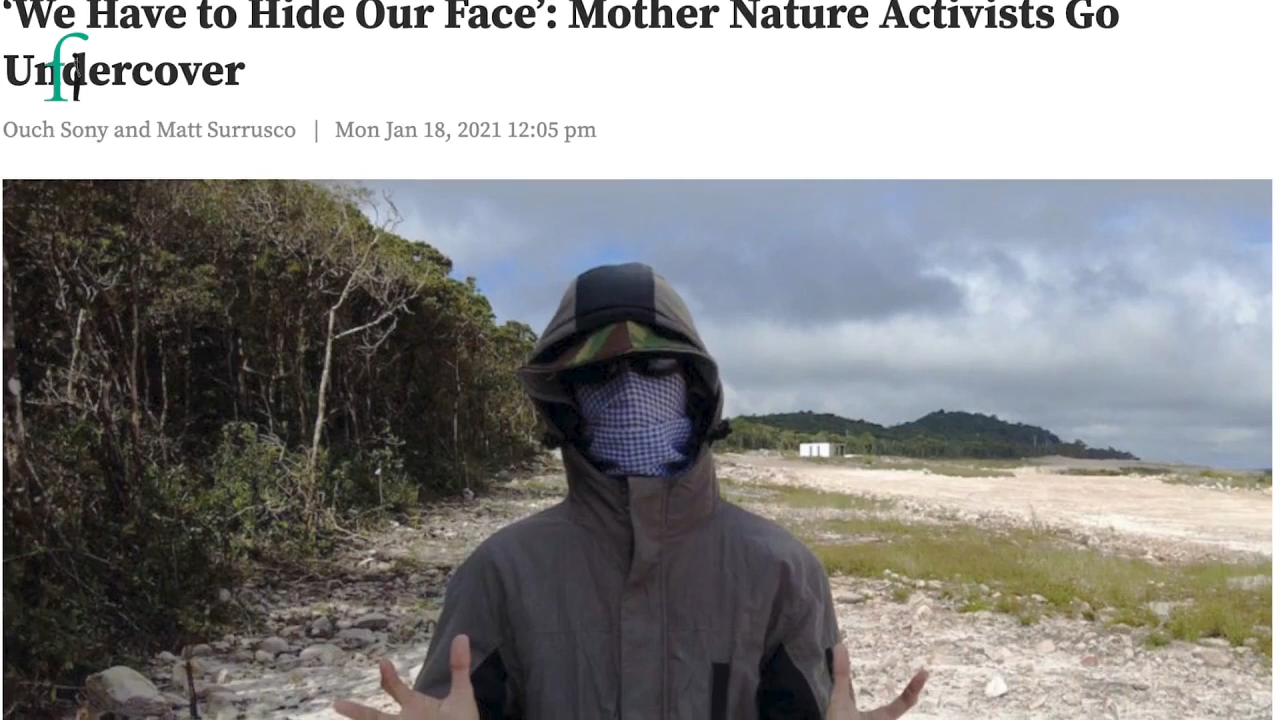 ‘We Have to Hide Our Face’: Mother Nature Activists Go
Undercover
Ouch Sony and Matt Surrusco | Mon Jan 18, 2021 12:05 pm